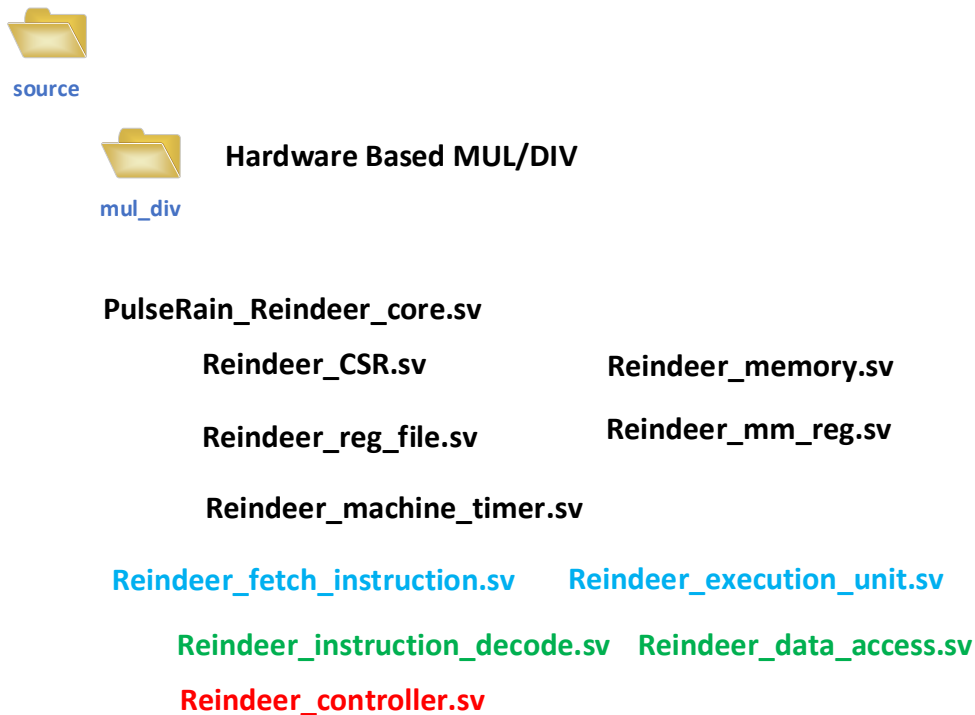 source
Hardware Based MUL/DIV
mul_div
PulseRain_Reindeer_core.sv
Reindeer_CSR.sv
Reindeer_memory.sv
Reindeer_reg_file.sv
Reindeer_mm_reg.sv
Reindeer_machine_timer.sv
Reindeer_fetch_instruction.sv
Reindeer_execution_unit.sv
Reindeer_instruction_decode.sv
Reindeer_data_access.sv
Reindeer_controller.sv